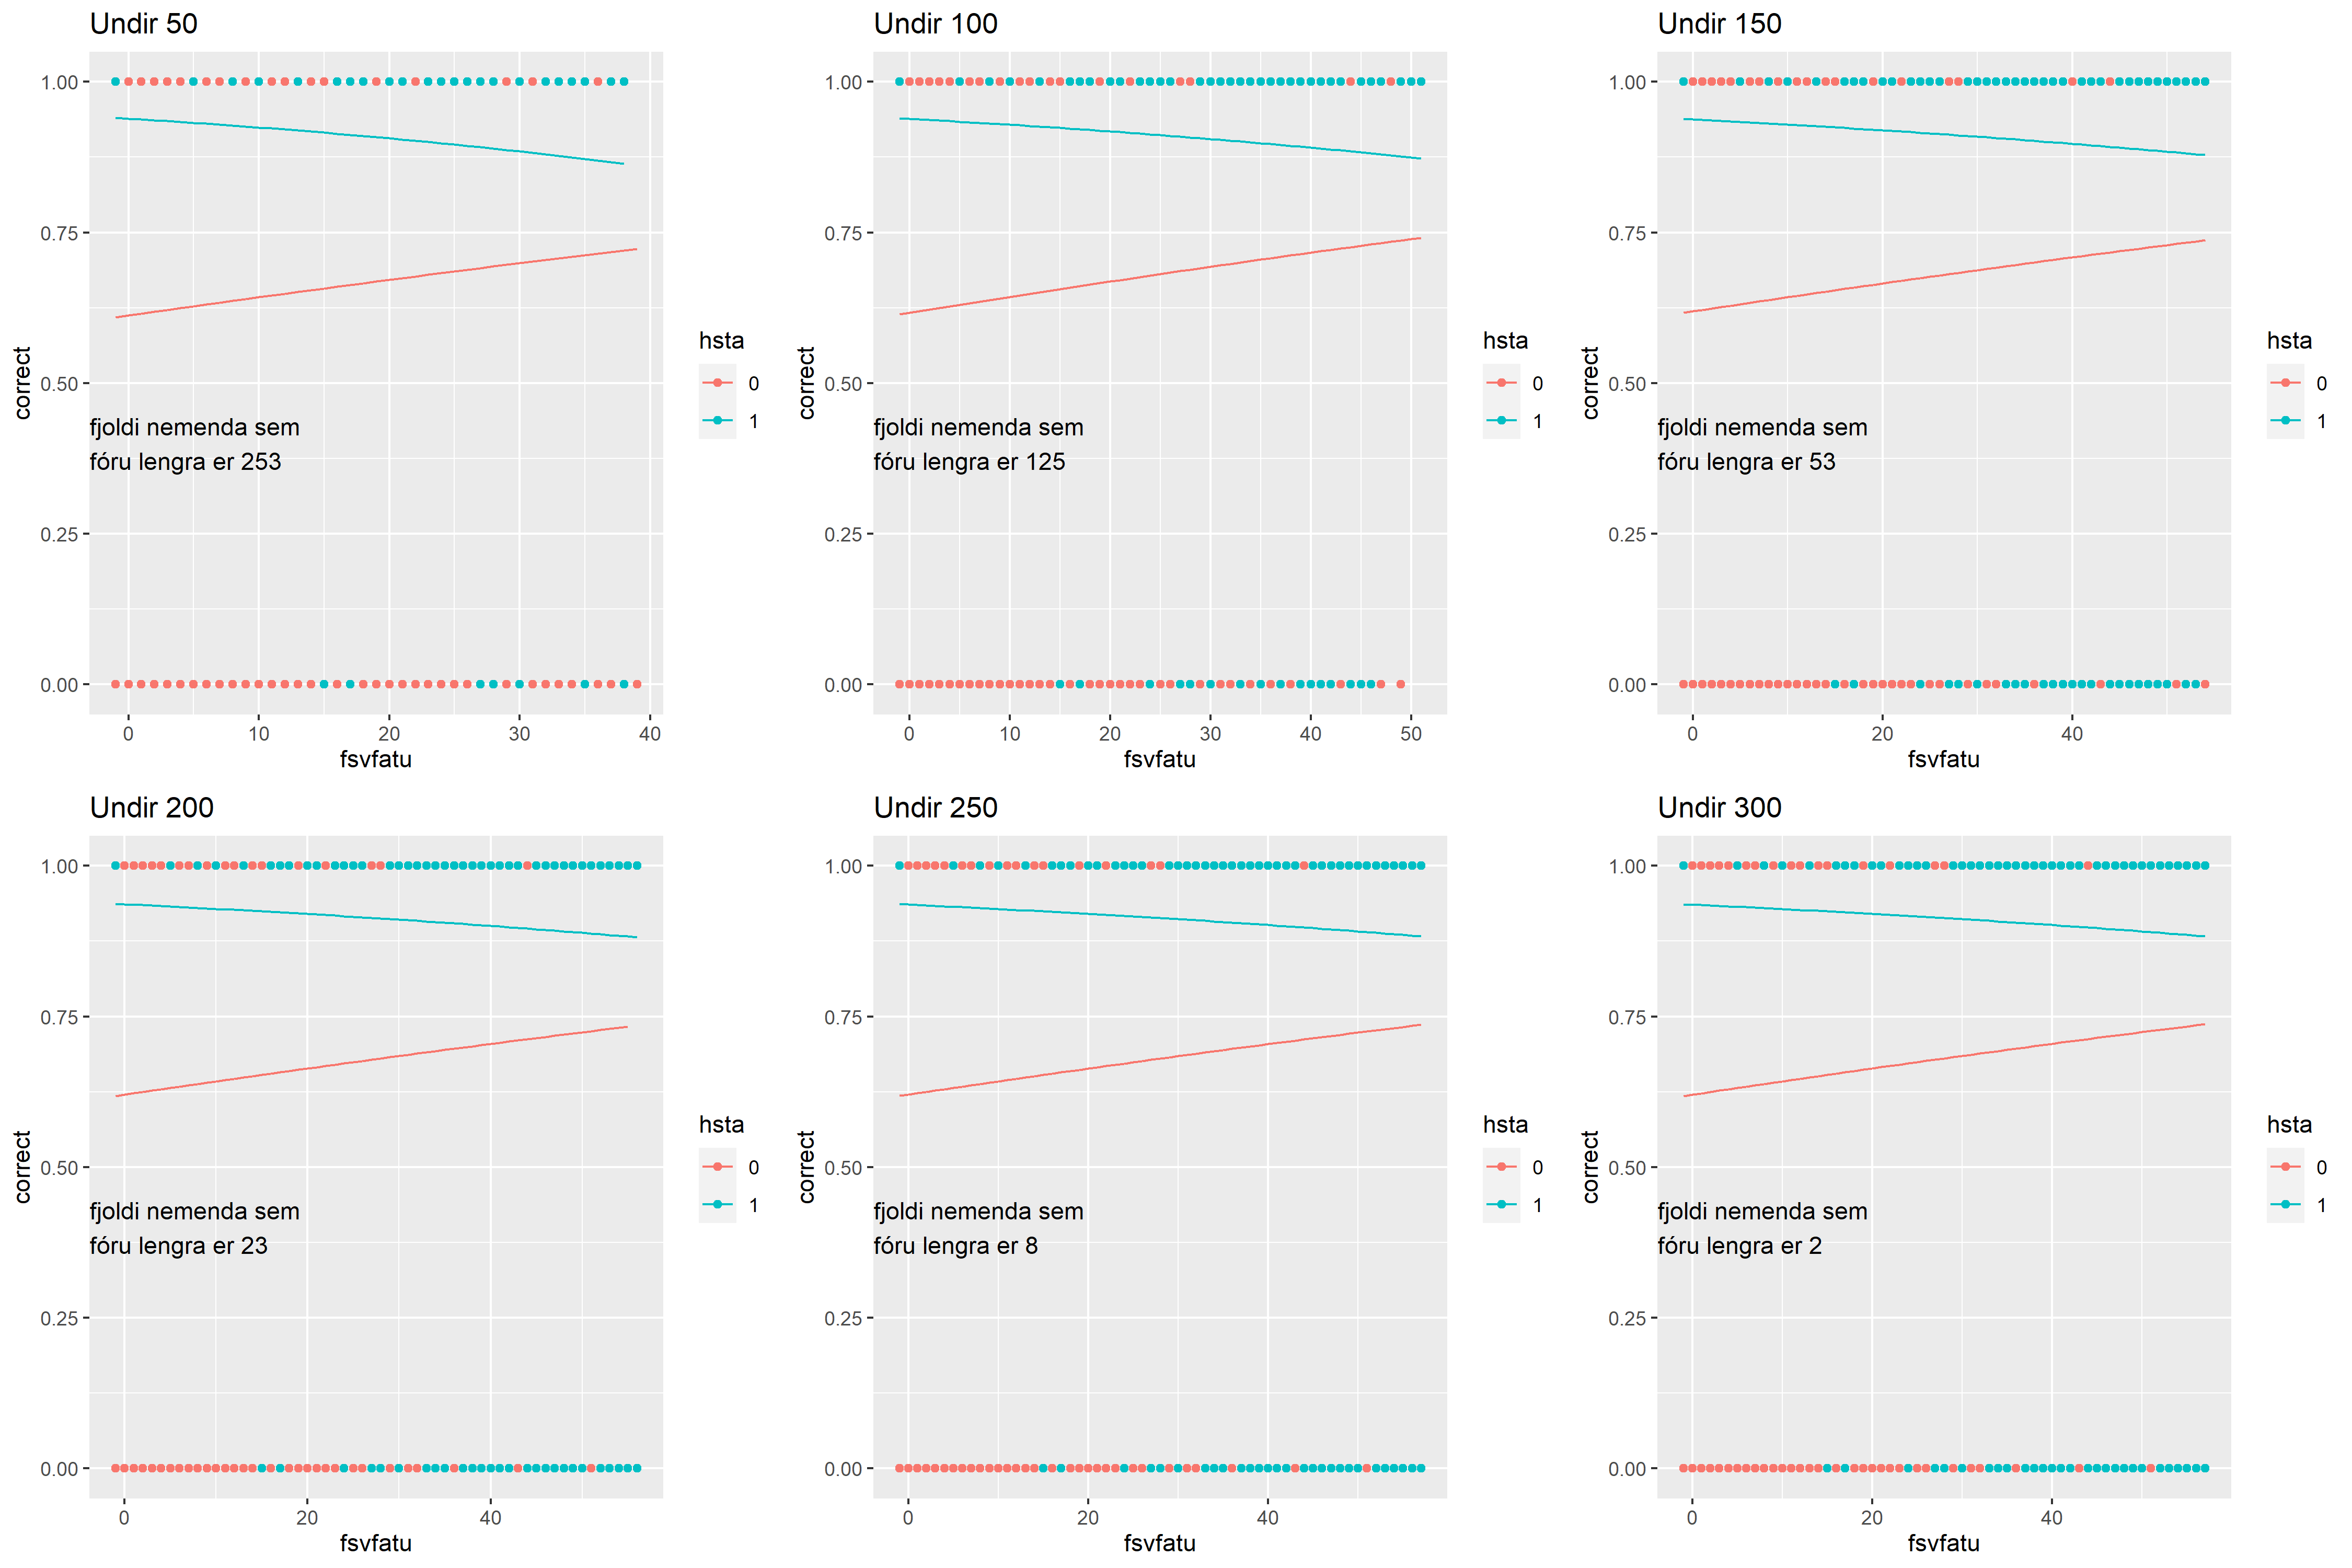 Undir 50
1.00
0.75
0.50
0.25
0.00
correct
fjoldi nemenda sem
fóru lengra er 253
0 10 20 30 40
fsvfatu
hsta
0
1
Undir 100
1.00
0.75
0.50
0.25
0.00
correct
fjoldi nemenda sem
fóru lengra er 125
0 10 20 30 40 50
fsvfatu
hsta
0
1
Undir 150
1.00
0.75
0.50
0.25
0.00
correct
fjoldi nemenda sem
fóru lengra er 53
0 20 40
fsvfatu
hsta
0
1
Undir 200
1.00
0.75
0.50
0.25
0.00
correct
fjoldi nemenda sem
fóru lengra er 23
0 20 40
fsvfatu
hsta
0
1
Undir 250
1.00
0.75
0.50
0.25
0.00
correct
fjoldi nemenda sem
fóru lengra er 8
0 20 40
fsvfatu
hsta
0
1
Undir 300
1.00
0.75
0.50
0.25
0.00
correct
fjoldi nemenda sem
fóru lengra er 2
0 20 40
fsvfatu
hsta
0
1